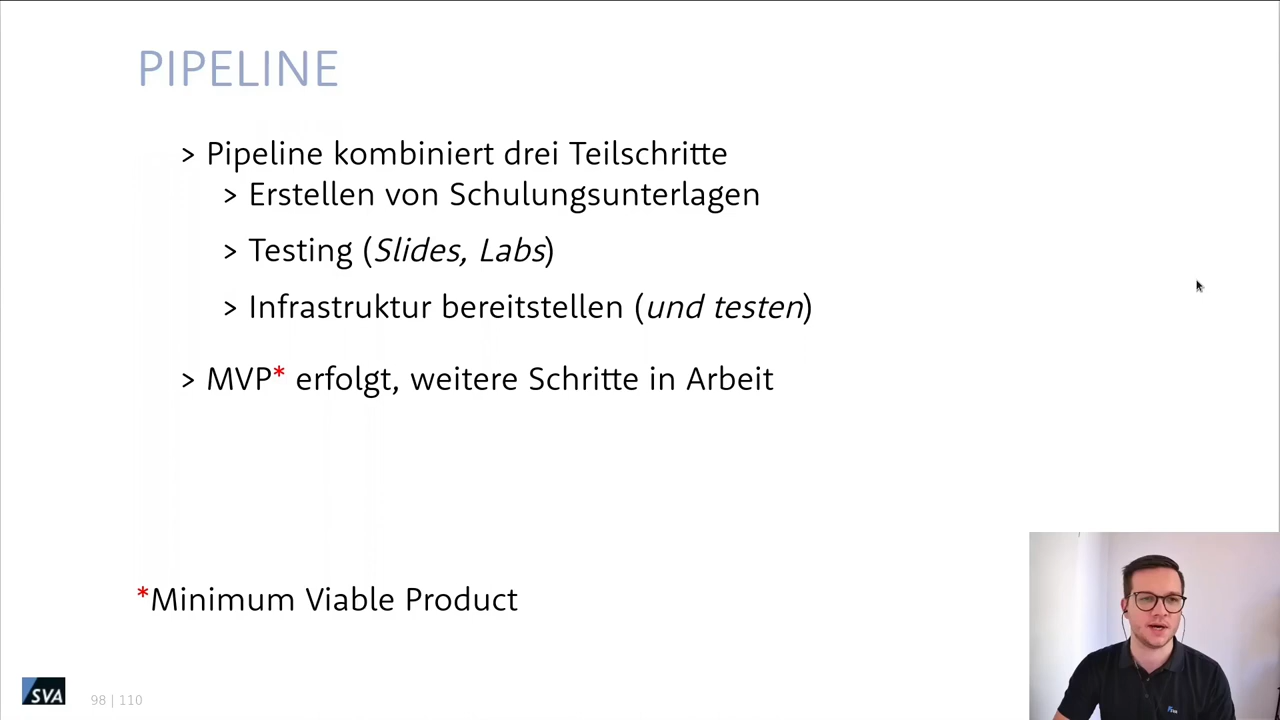 PIPELINE
> Pipeline kombiniert drei Teilschritte
> Erstellen von Schulungsunterlagen
> Testing (Slides, Labs)
> Infrastruktur bereitstellen (und testen)
> MVP* erfolgt, weitere Schritte in Arbeit
*Minimum Viable Product
SVA
98 | 110